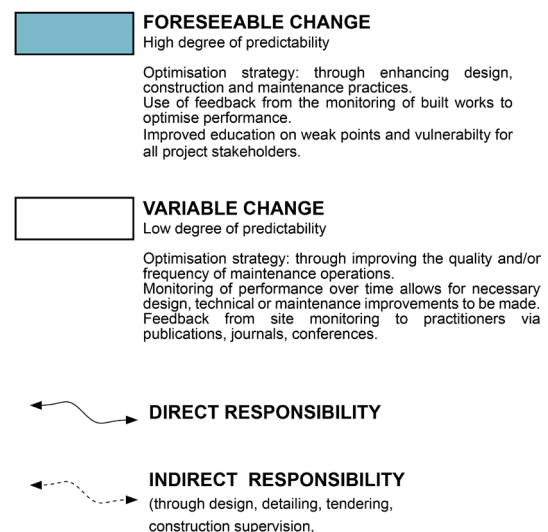 FORESEEABLE CHANGE
High degree of predictability
Optimisation strategy: through enhancing design,
construction and maintenance practices.
Use of feedback from the monitoring of built works to
optimise performance.
Improved education on weak points and vulnerabilty for
all project stakeholders.
VARIABLE CHANGE
Low degree of predictability
Optimisation strategy: through improving the quality and/or
frequency of maintenance operations.
Monitoring of performance over time allows for necessary
design, technical or maintenance improvements to be made.
Feedback from site monitoring to practitioners via
publications, journals, conferences.
DIRECT RESPONSIBILITY
INDIRECT RESPONSIBILITY
(through design, detailing, tendering,
construction supervision,